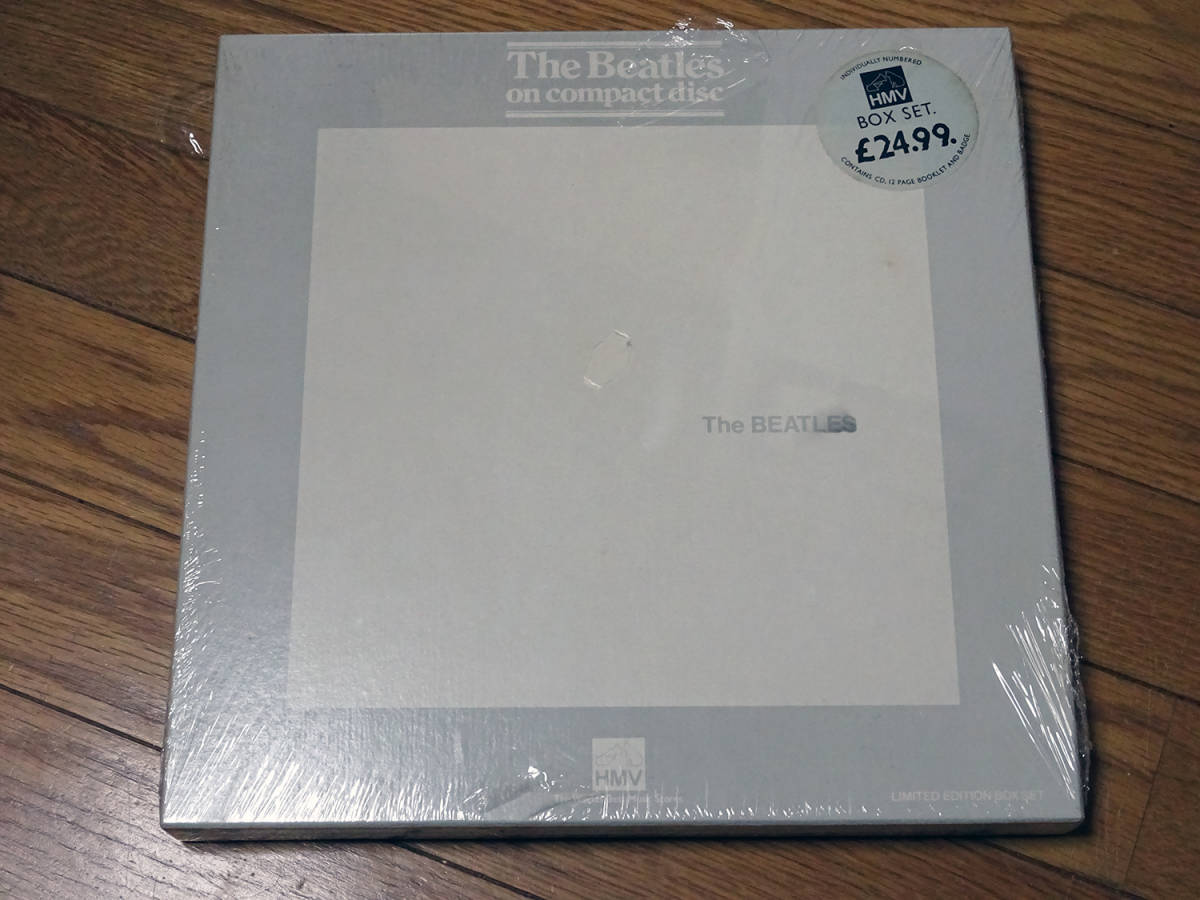 The Beatles
on compact disc
INDIVIDUALLY NUMBERED
HMV
BOX SET.
£24.99.
CONTAINS CD, 12 PAGE BOOKLET AND BADGE
The BEATLES
HMV
LIMITED EDITION BOX SET